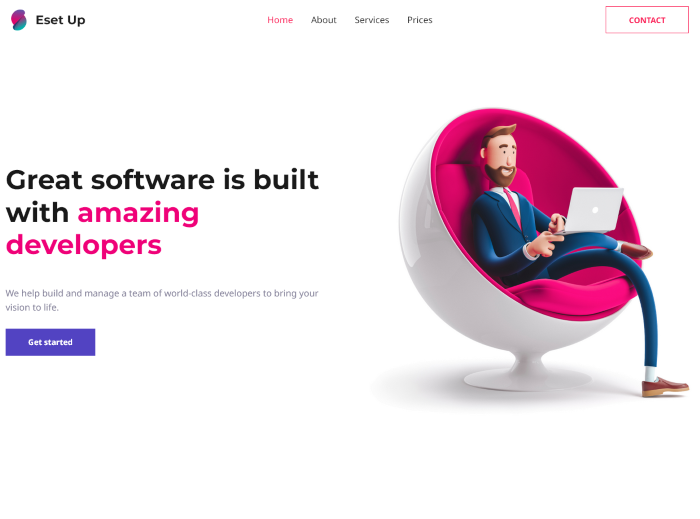 Eset Up
Home About Services Prices
CONTACT
Great software is built
with amazing
developers
We help build and manage a team of world-class developers to bring your
vision to life.
Get started